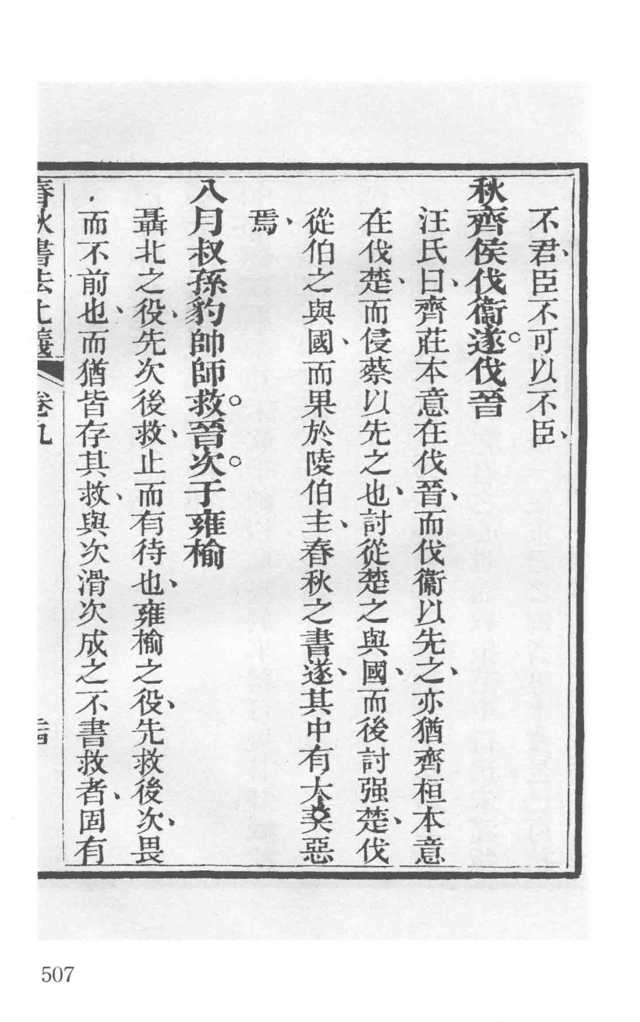 不君、臣不可以不臣、
秋齊侯伐衞。遂伐晉
汪氏曰、齊莊本意在伐晉、而伐衞以先之、亦猶齊桓本意
在伐楚、而侵蔡以先之也、討從楚之與國、而後討强楚、伐
從伯之與國、而果於陵伯主、春秋之書遂、其中有大美惡
焉、
八月叔孫豹帥師救晉。次于雍榆
聶北之役、先次後救、止而有待也、雍榆之役、先救後次、畏
而不前也、而猶皆存其救、與次滑次成之不書救者、固有
春秋書法比義
卷九
507